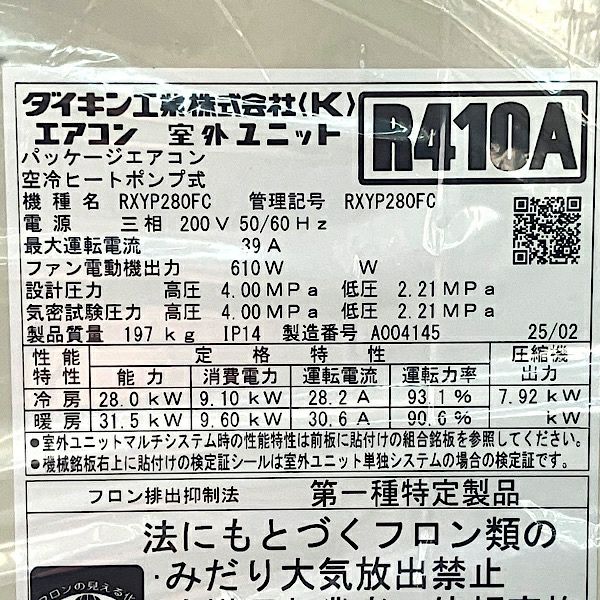 ダイキン工業株式会社(K)
エアコン 室外ユニット
R410A
パッケージエアコン
空冷ヒートポンプ式
機種名 RXYP280FC 管理記号 RXYP280FC
電源 三相 200V 50/60Hz
最大運転電流 39A
ファン電動機出力 610W W
設計圧力 高圧 4.00MPa 低圧 2.21MPa
気密試験圧力 高圧 4.00MPa 低圧 2.21MPa
製品質量 197kg IP14 製造番号 A004145 25/02
性能特性 定格特性 圧縮機出力
能力 消費電力 運転電流 運転力率
冷房 28.0kW 9.10kW 28.2A 93.1% 7.92kW
暖房 31.5kW 9.60kW 30.6A 90.6% kW
●室外ユニットマルチシステム時の性能特性は前板に貼付けの組合銘板を参照してください。
●機械銘板右上に貼付けの検定証シールは室外ユニット単独システムの場合の検定証です。
フロン排出抑制法 第一種特定製品
法にもとづくフロン類の
・みだり大気放出禁止
フロンの見える化